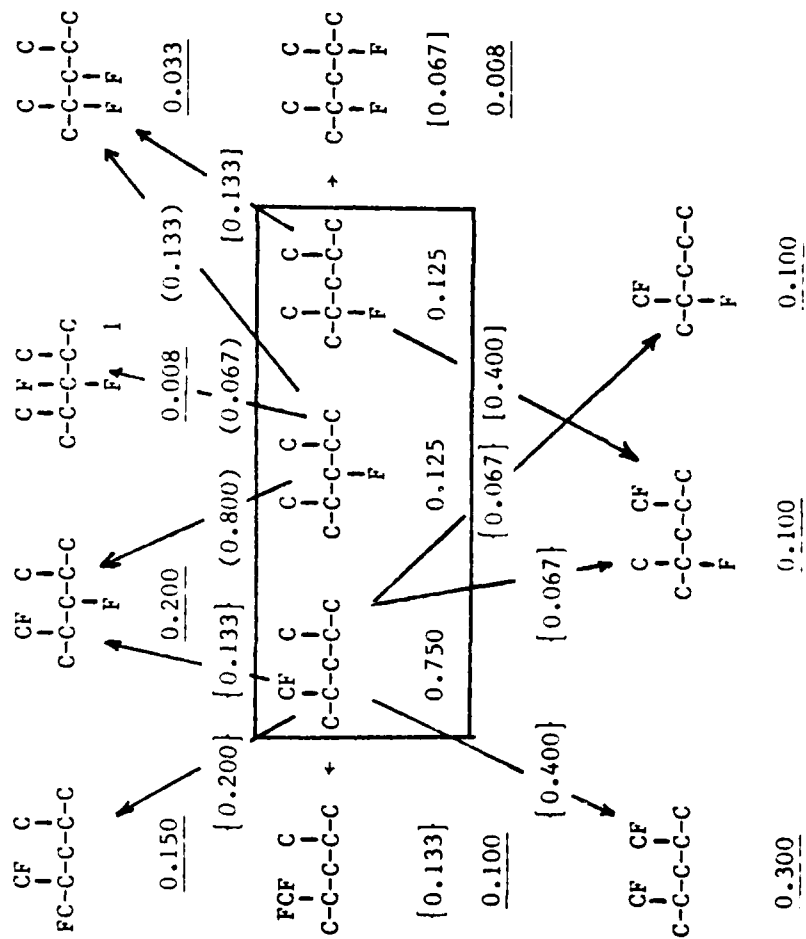 CF C CF C C F C C C
FC-C-C-C-C C-C-C-C-C C-C-C-C-C C-C-C-C-C
F F 1 F F
0.150 0.200 0.008 0.033
{0.200} {0.133} (0.800) (0.067) (0.133) [0.133]
FCF C CF C C C C C C C
C-C-C-C-C C-C-C-C-C C-C-C-C-C C-C-C-C-C C-C-C-C-C
F F F F
{0.133} 0.750 0.125 0.125 [0.067]
0.100 0.008
{0.400} {0.067} {0.067} [0.400]
CF CF C CF CF
C-C-C-C-C C-C-C-C-C C-C-C-C-C
F F
0.300 0.100 0.100